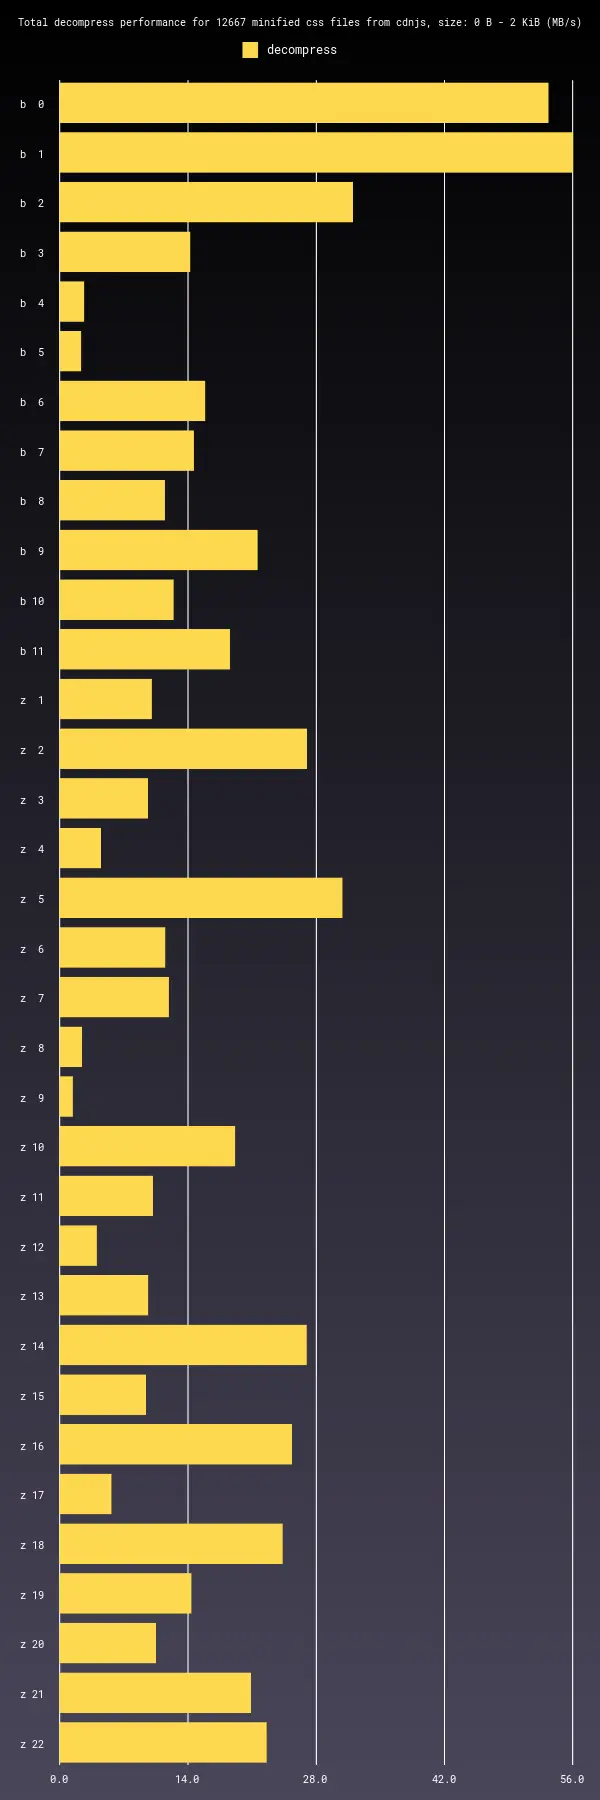 Total decompress performance for 12667 minified css files from cdnjs, size: 0 B - 2 KiB (MB/s)
decompress
b 0
b 1
b 2
b 3
b 4
b 5
b 6
b 7
b 8
b 9
b 10
b 11
z 1
z 2
z 3
z 4
z 5
z 6
z 7
z 8
z 9
z 10
z 11
z 12
z 13
z 14
z 15
z 16
z 17
z 18
z 19
z 20
z 21
z 22
0.0 14.0 28.0 42.0 56.0